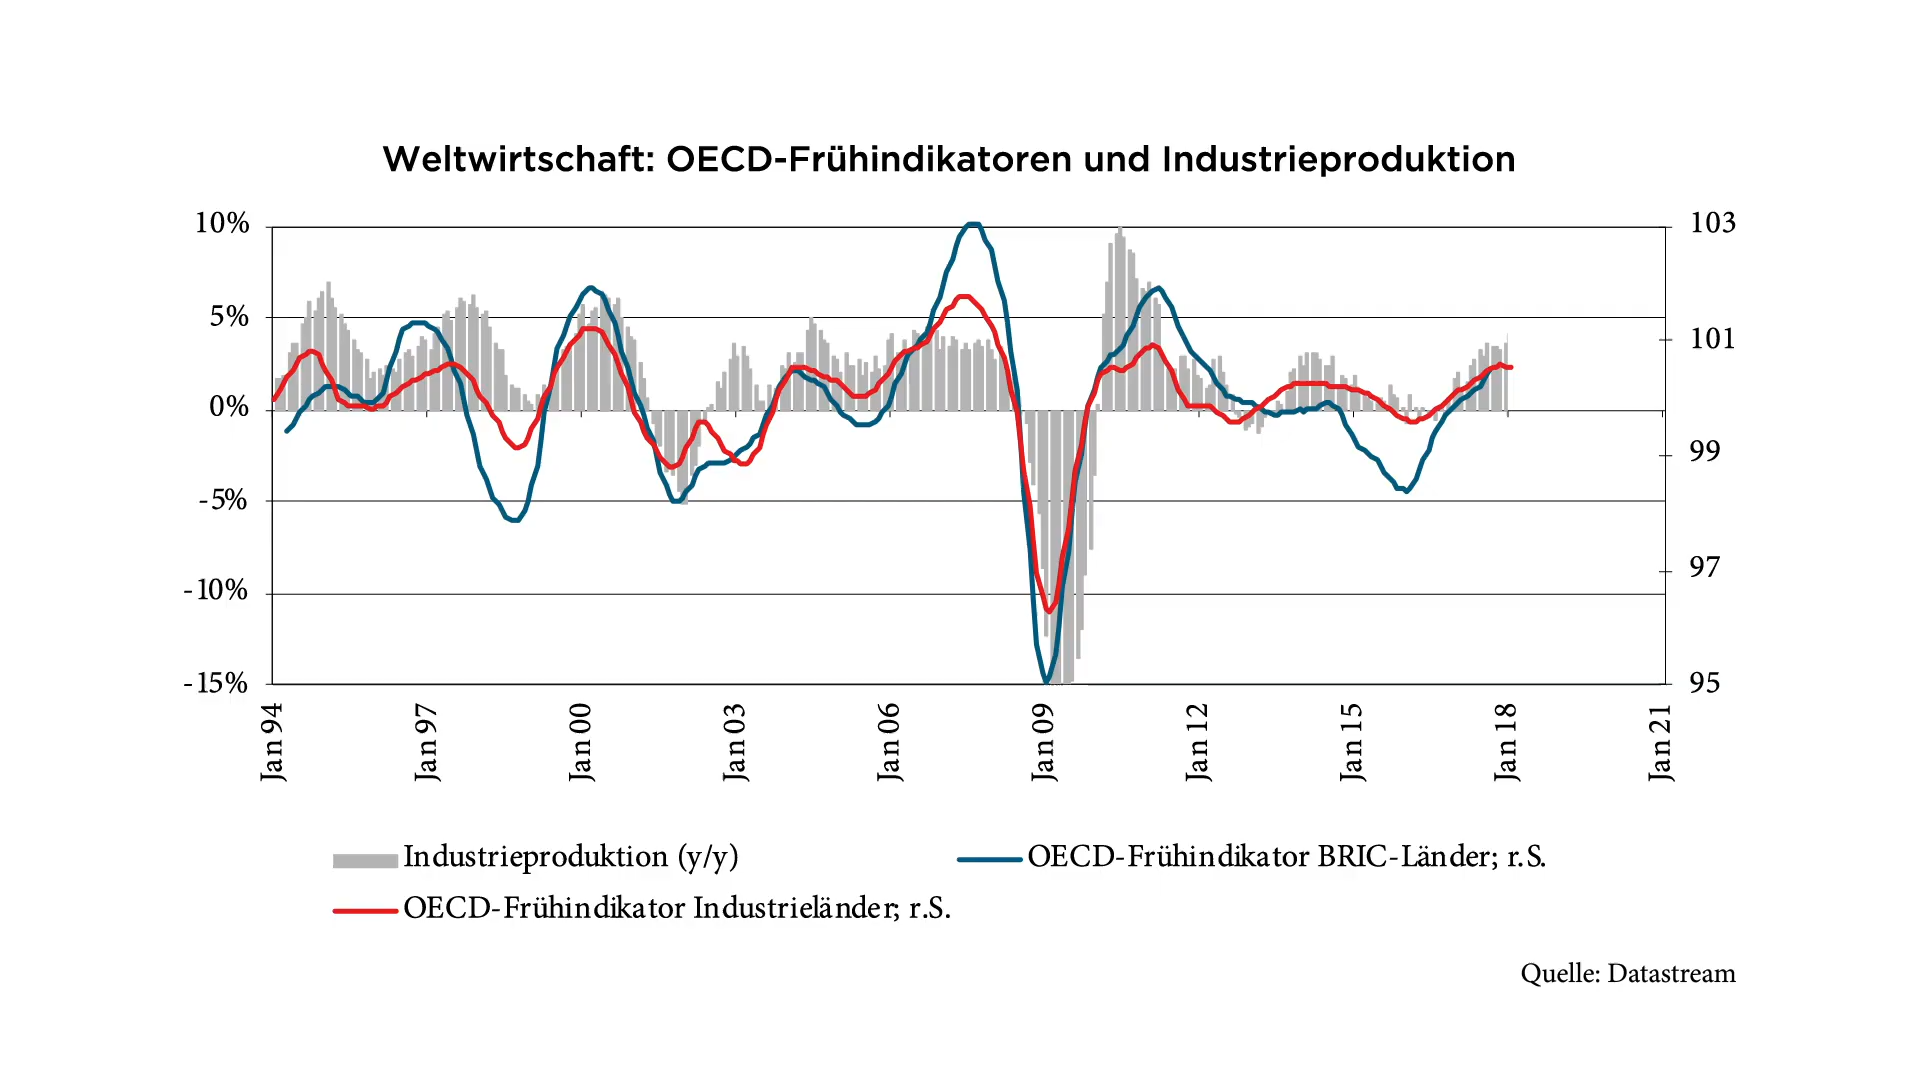 Weltwirtschaft: OECD-Frühindikatoren und Industrieproduktion
10%
5%
0%
-5%
-10%
-15%
103
101
99
97
95
Jan 94
Jan 97
Jan 00
Jan 03
Jan 06
Jan 09
Jan 12
Jan 15
Jan 18
Jan 21
Industrieproduktion (y/y)
OECD-Frühindikator BRIC-Länder; r.S.
OECD-Frühindikator Industrieländer; r.S.
Quelle: Datastream